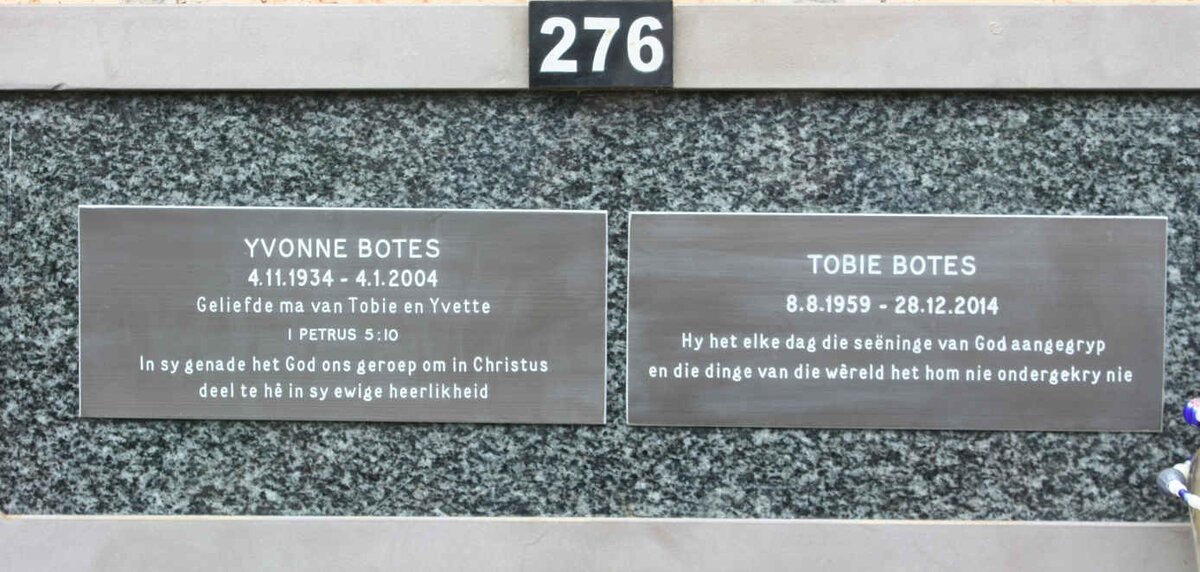 276
YVONNE BOTES
4.11.1934 - 4.1.2004
Geliefde ma van Tobie en Yvette
1 PETRUS 5:10
In sy genade het God ons geroep om in Christus
deel te hê in sy ewige heerlikheid
TOBIE BOTES
8.8.1959 - 28.12.2014
Hy het elke dag die seëninge van God aangegryp
en die dinge van die wêreld het hom nie ondergekry nie